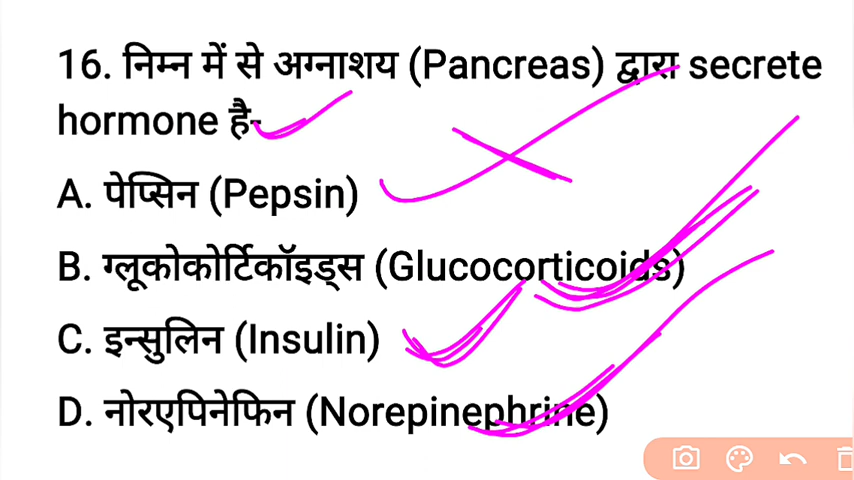 16. निम्न में से अग्नाशय (Pancreas) द्वारा secrete
hormone है-
A. पेप्सिन (Pepsin)
B. ग्लूकोकोर्टिकॉइड्स (Glucocorticoids)
C. इन्सुलिन (Insulin)
D. नोरएपिनेफिन (Norepinephrine)